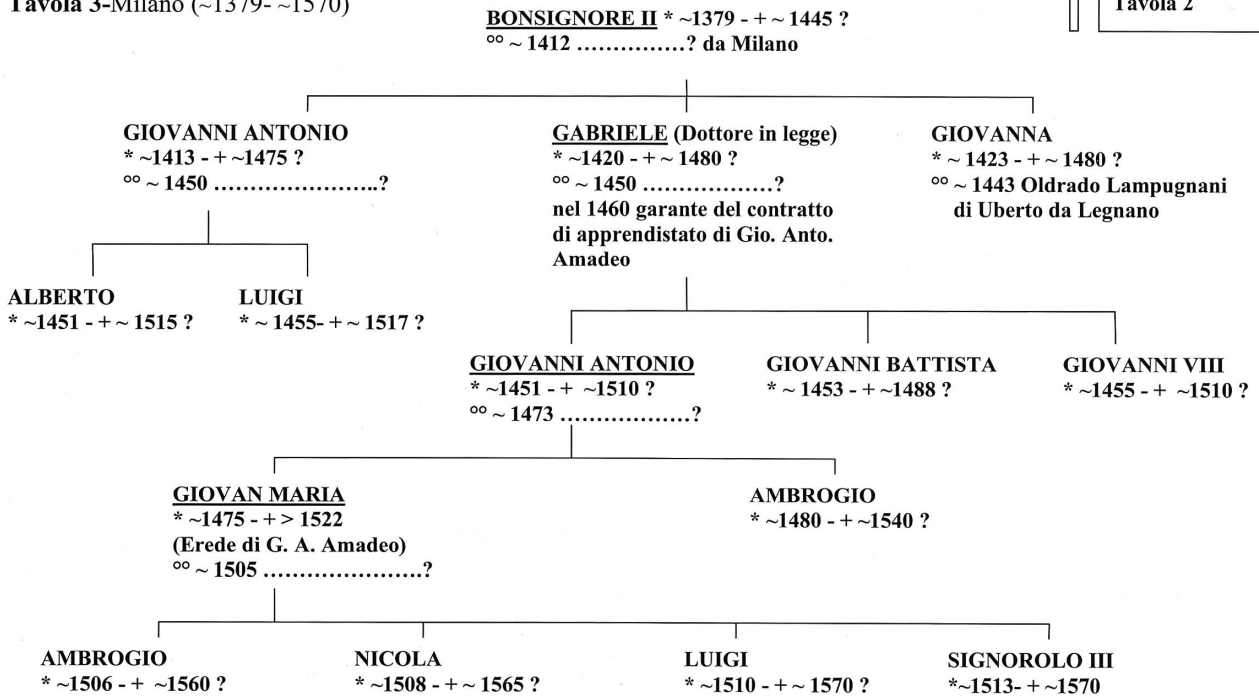 Tavola 3-Milano (~1379- ~1570)
Tavola 2
BONSIGNORE II * ~1379 - + ~ 1445 ?
°° ~ 1412 ……………? da Milano
GIOVANNI ANTONIO
* ~1413 - + ~1475 ?
°° ~ 1450 …………………..?
GABRIELE (Dottore in legge)
* ~1420 - + ~ 1480 ?
°° ~ 1450 ………………?
nel 1460 garante del contratto
di apprendistato di Gio. Anto.
Amadeo
GIOVANNA
* ~ 1423 - + ~ 1480 ?
°° ~ 1443 Oldrado Lampugnani
di Uberto da Legnano
ALBERTO
* ~1451 - + ~ 1515 ?
LUIGI
* ~ 1455- + ~ 1517 ?
GIOVANNI ANTONIO
* ~1451 - + ~1510 ?
°° ~ 1473 ………………?
GIOVANNI BATTISTA
* ~ 1453 - + ~1488 ?
GIOVANNI VIII
* ~1455 - + ~1510 ?
GIOVAN MARIA
* ~1475 - + > 1522
(Erede di G. A. Amadeo)
°° ~ 1505 …………………..?
AMBROGIO
* ~1480 - + ~1540 ?
AMBROGIO
* ~1506 - + ~1560 ?
NICOLA
* ~1508 - + ~ 1565 ?
LUIGI
* ~1510 - + ~ 1570 ?
SIGNOROLO III
*~1513- + ~1570